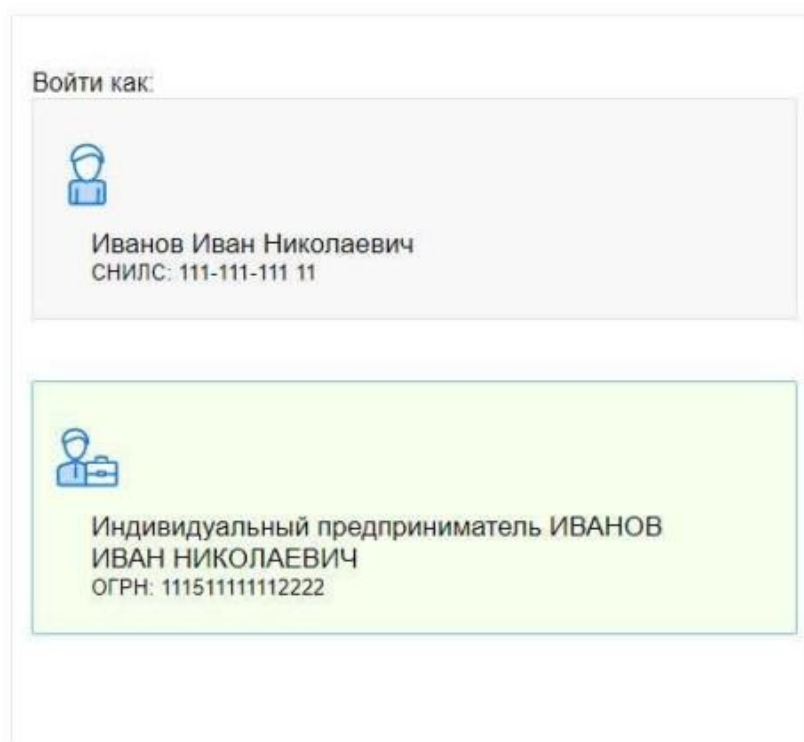 Войти как:
Иванов Иван Николаевич
СНИЛС: 111-111-111 11
Индивидуальный предприниматель ИВАНОВ
ИВАН НИКОЛАЕВИЧ
ОГРН: 111511111112222